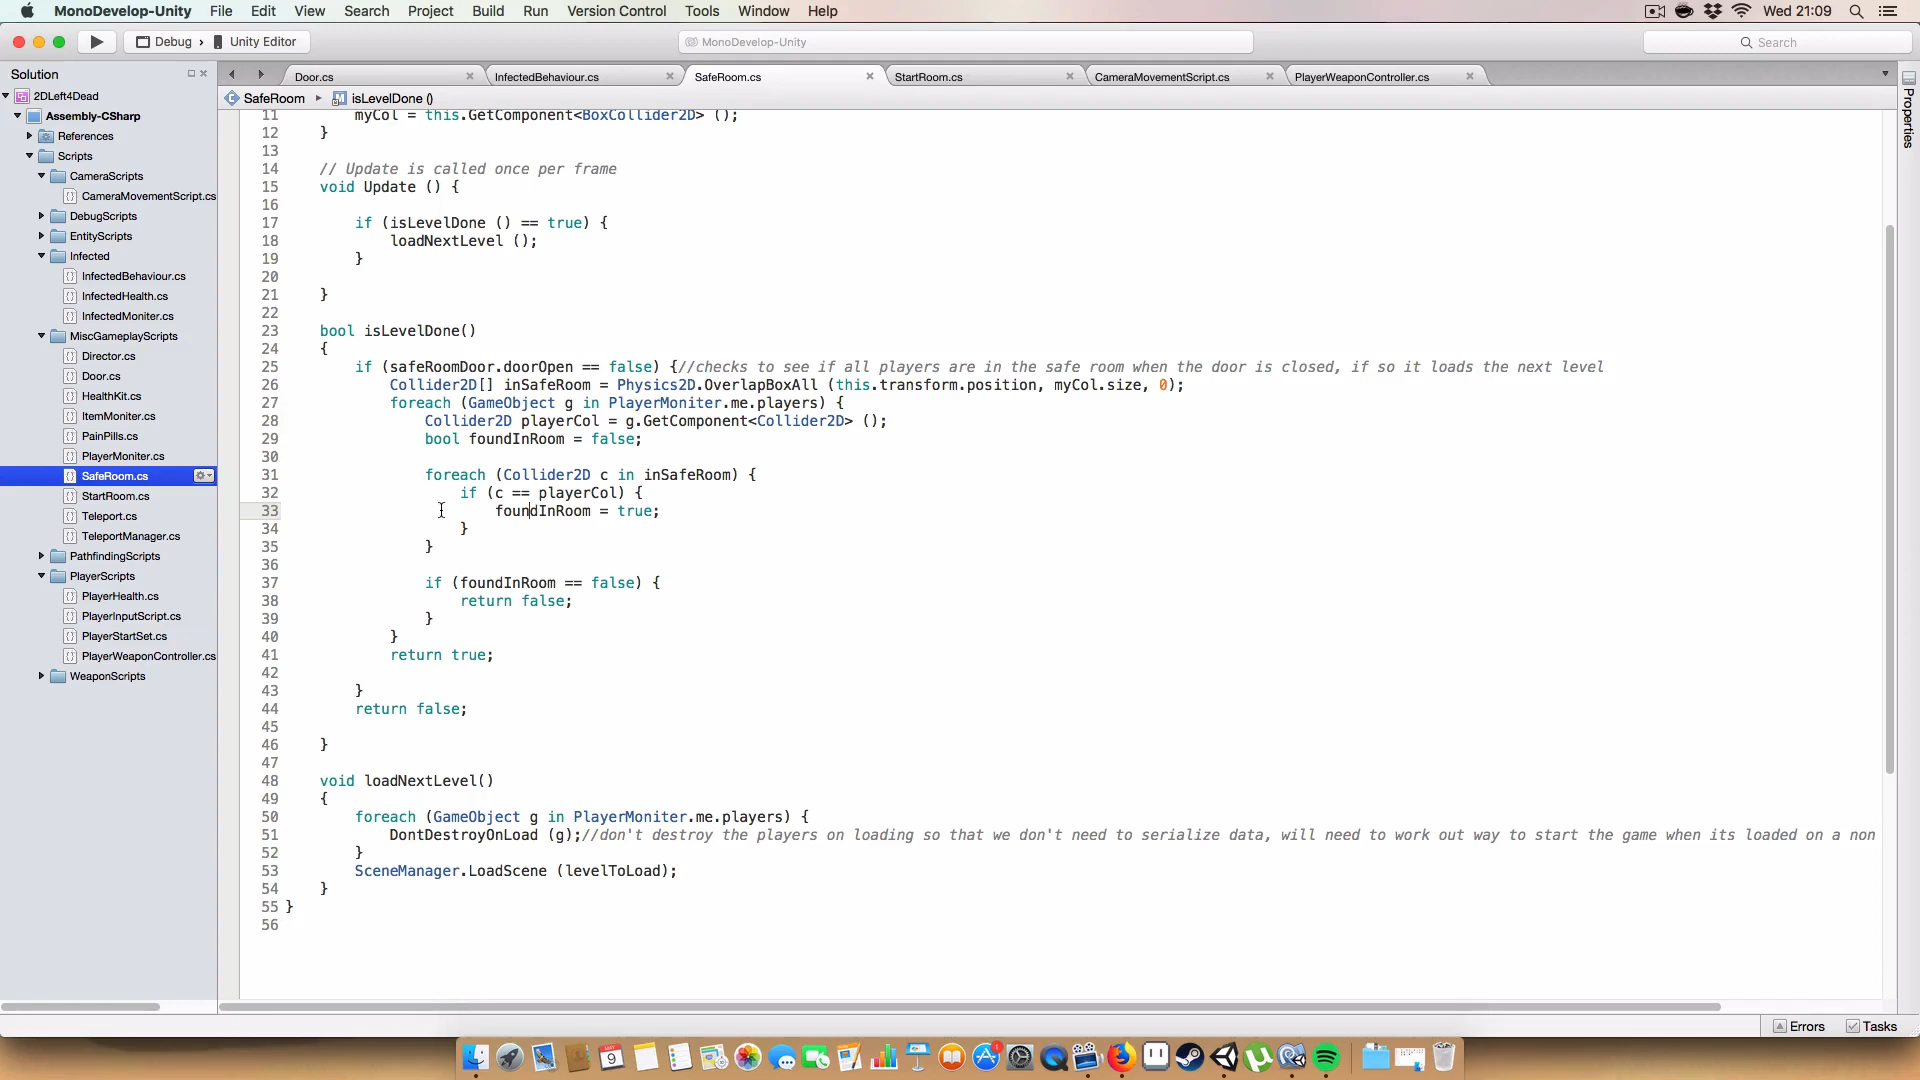 MonoDevelop-Unity File Edit View Search Project Build Run Version Control Tools Window Help Wed 21:09
Debug › Unity Editor MonoDevelop-Unity Search
Solution
Door.cs InfectedBehaviour.cs SafeRoom.cs StartRoom.cs CameraMovementScript.cs PlayerWeaponController.cs
SafeRoom isLevelDone ()
Properties
2DLeft4Dead
Assembly-CSharp
References
Scripts
CameraScripts
CameraMovementScript.cs
DebugScripts
EntityScripts
Infected
InfectedBehaviour.cs
InfectedHealth.cs
InfectedMoniter.cs
MiscGameplayScripts
Director.cs
Door.cs
HealthKit.cs
ItemMoniter.cs
PainPills.cs
PlayerMoniter.cs
SafeRoom.cs
StartRoom.cs
Teleport.cs
TeleportManager.cs
PathfindingScripts
PlayerScripts
PlayerHealth.cs
PlayerInputScript.cs
PlayerStartSet.cs
PlayerWeaponController.cs
WeaponScripts
11 myCol = this.GetComponent<BoxCollider2D> ();
12 }
13
14 // Update is called once per frame
15 void Update () {
16
17 if (isLevelDone () == true) {
18 loadNextLevel ();
19 }
20
21 }
22
23 bool isLevelDone()
24 {
25 if (safeRoomDoor.doorOpen == false) {//checks to see if all players are in the safe room when the door is closed, if so it loads the next level
26 Collider2D[] inSafeRoom = Physics2D.OverlapBoxAll (this.transform.position, myCol.size, 0);
27 foreach (GameObject g in PlayerMoniter.me.players) {
28 Collider2D playerCol = g.GetComponent<Collider2D> ();
29 bool foundInRoom = false;
30
31 foreach (Collider2D c in inSafeRoom) {
32 if (c == playerCol) {
33 foundInRoom = true;
34 }
35 }
36
37 if (foundInRoom == false) {
38 return false;
39 }
40 }
41 return true;
42
43 }
44 return false;
45
46 }
47
48 void loadNextLevel()
49 {
50 foreach (GameObject g in PlayerMoniter.me.players) {
51 DontDestroyOnLoad (g);//don't destroy the players on loading so that we don't need to serialize data, will need to work out way to start the game when its loaded on a non
52 }
53 SceneManager.LoadScene (levelToLoad);
54 }
55 }
56
Errors Tasks
9